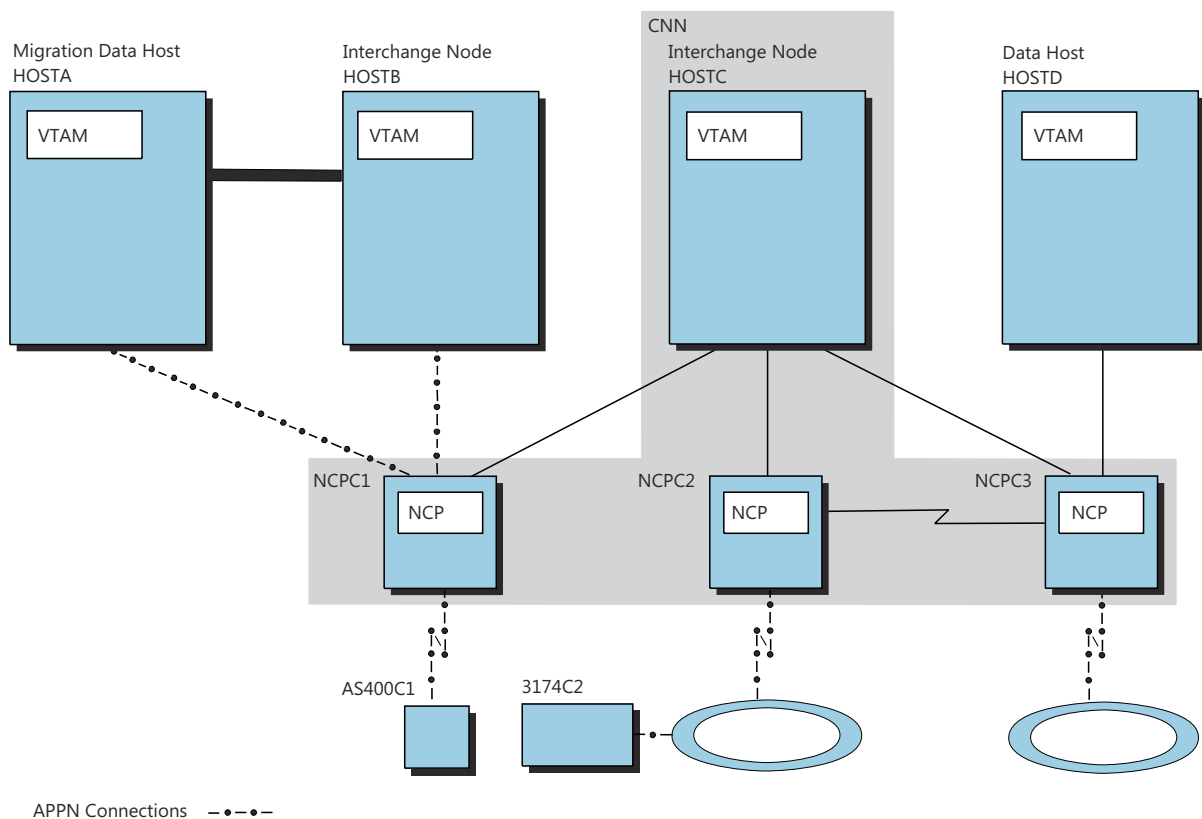 CNN
Migration Data Host
HOSTA
Interchange Node
HOSTB
Interchange Node
HOSTC
Data Host
HOSTD
VTAM
VTAM
VTAM
VTAM
NCPC1
NCPC2
NCPC3
NCP
NCP
NCP
AS400C1
3174C2
APPN Connections